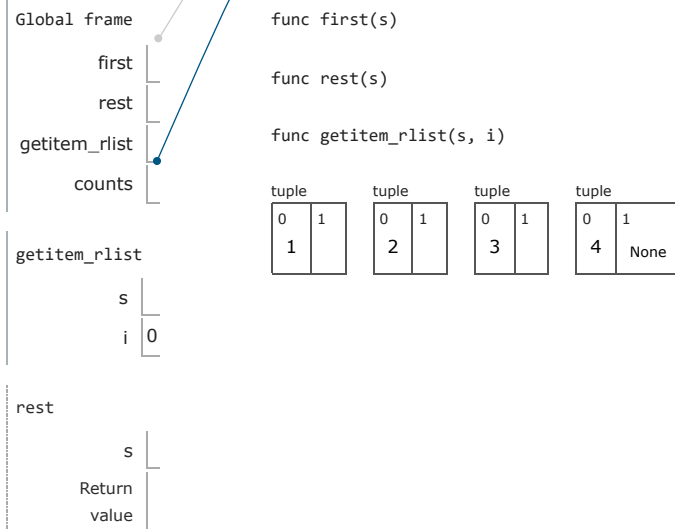 Global frame
first
rest
getitem_rlist
counts
func first(s)
func rest(s)
func getitem_rlist(s, i)
tuple tuple tuple tuple
0 1 0 1 0 1 0 1
1 2 3 4 None
getitem_rlist
s
i 0
rest
s
Return
value